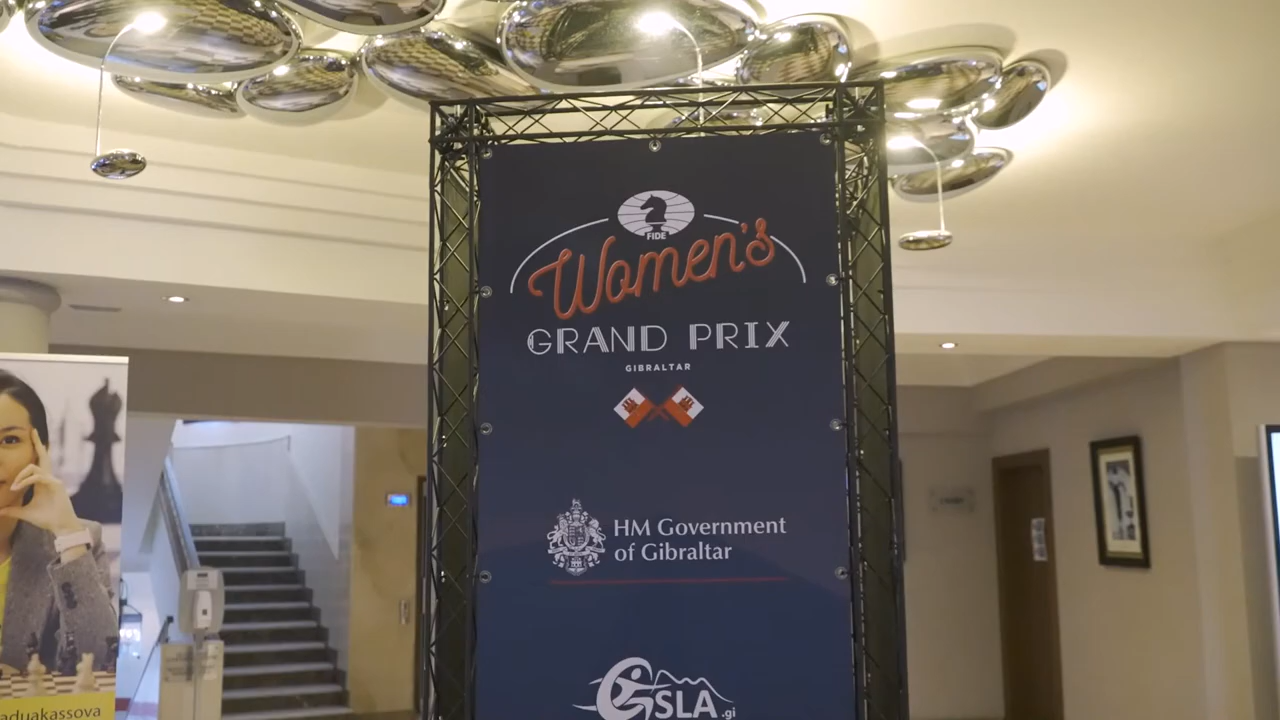 FIDE
Women's
GRAND PRIX
GIBRALTAR
HM Government
of Gibraltar
GSLA.gi
aduakassova